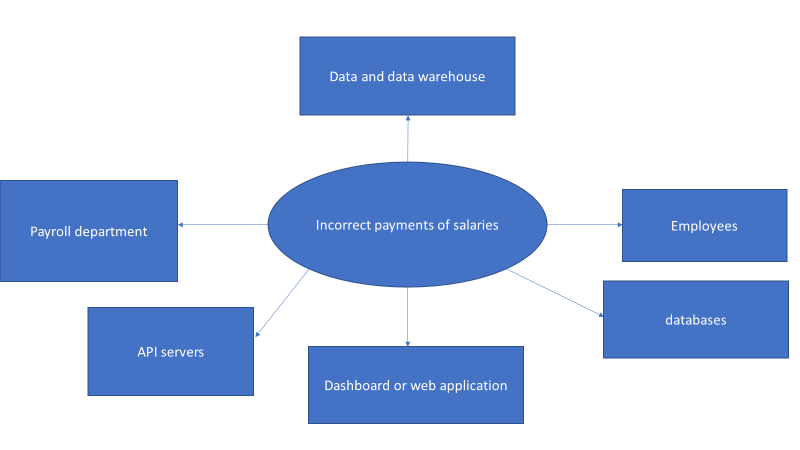 Data and data warehouse
Payroll department
Incorrect payments of salaries
Employees
databases
API servers
Dashboard or web application